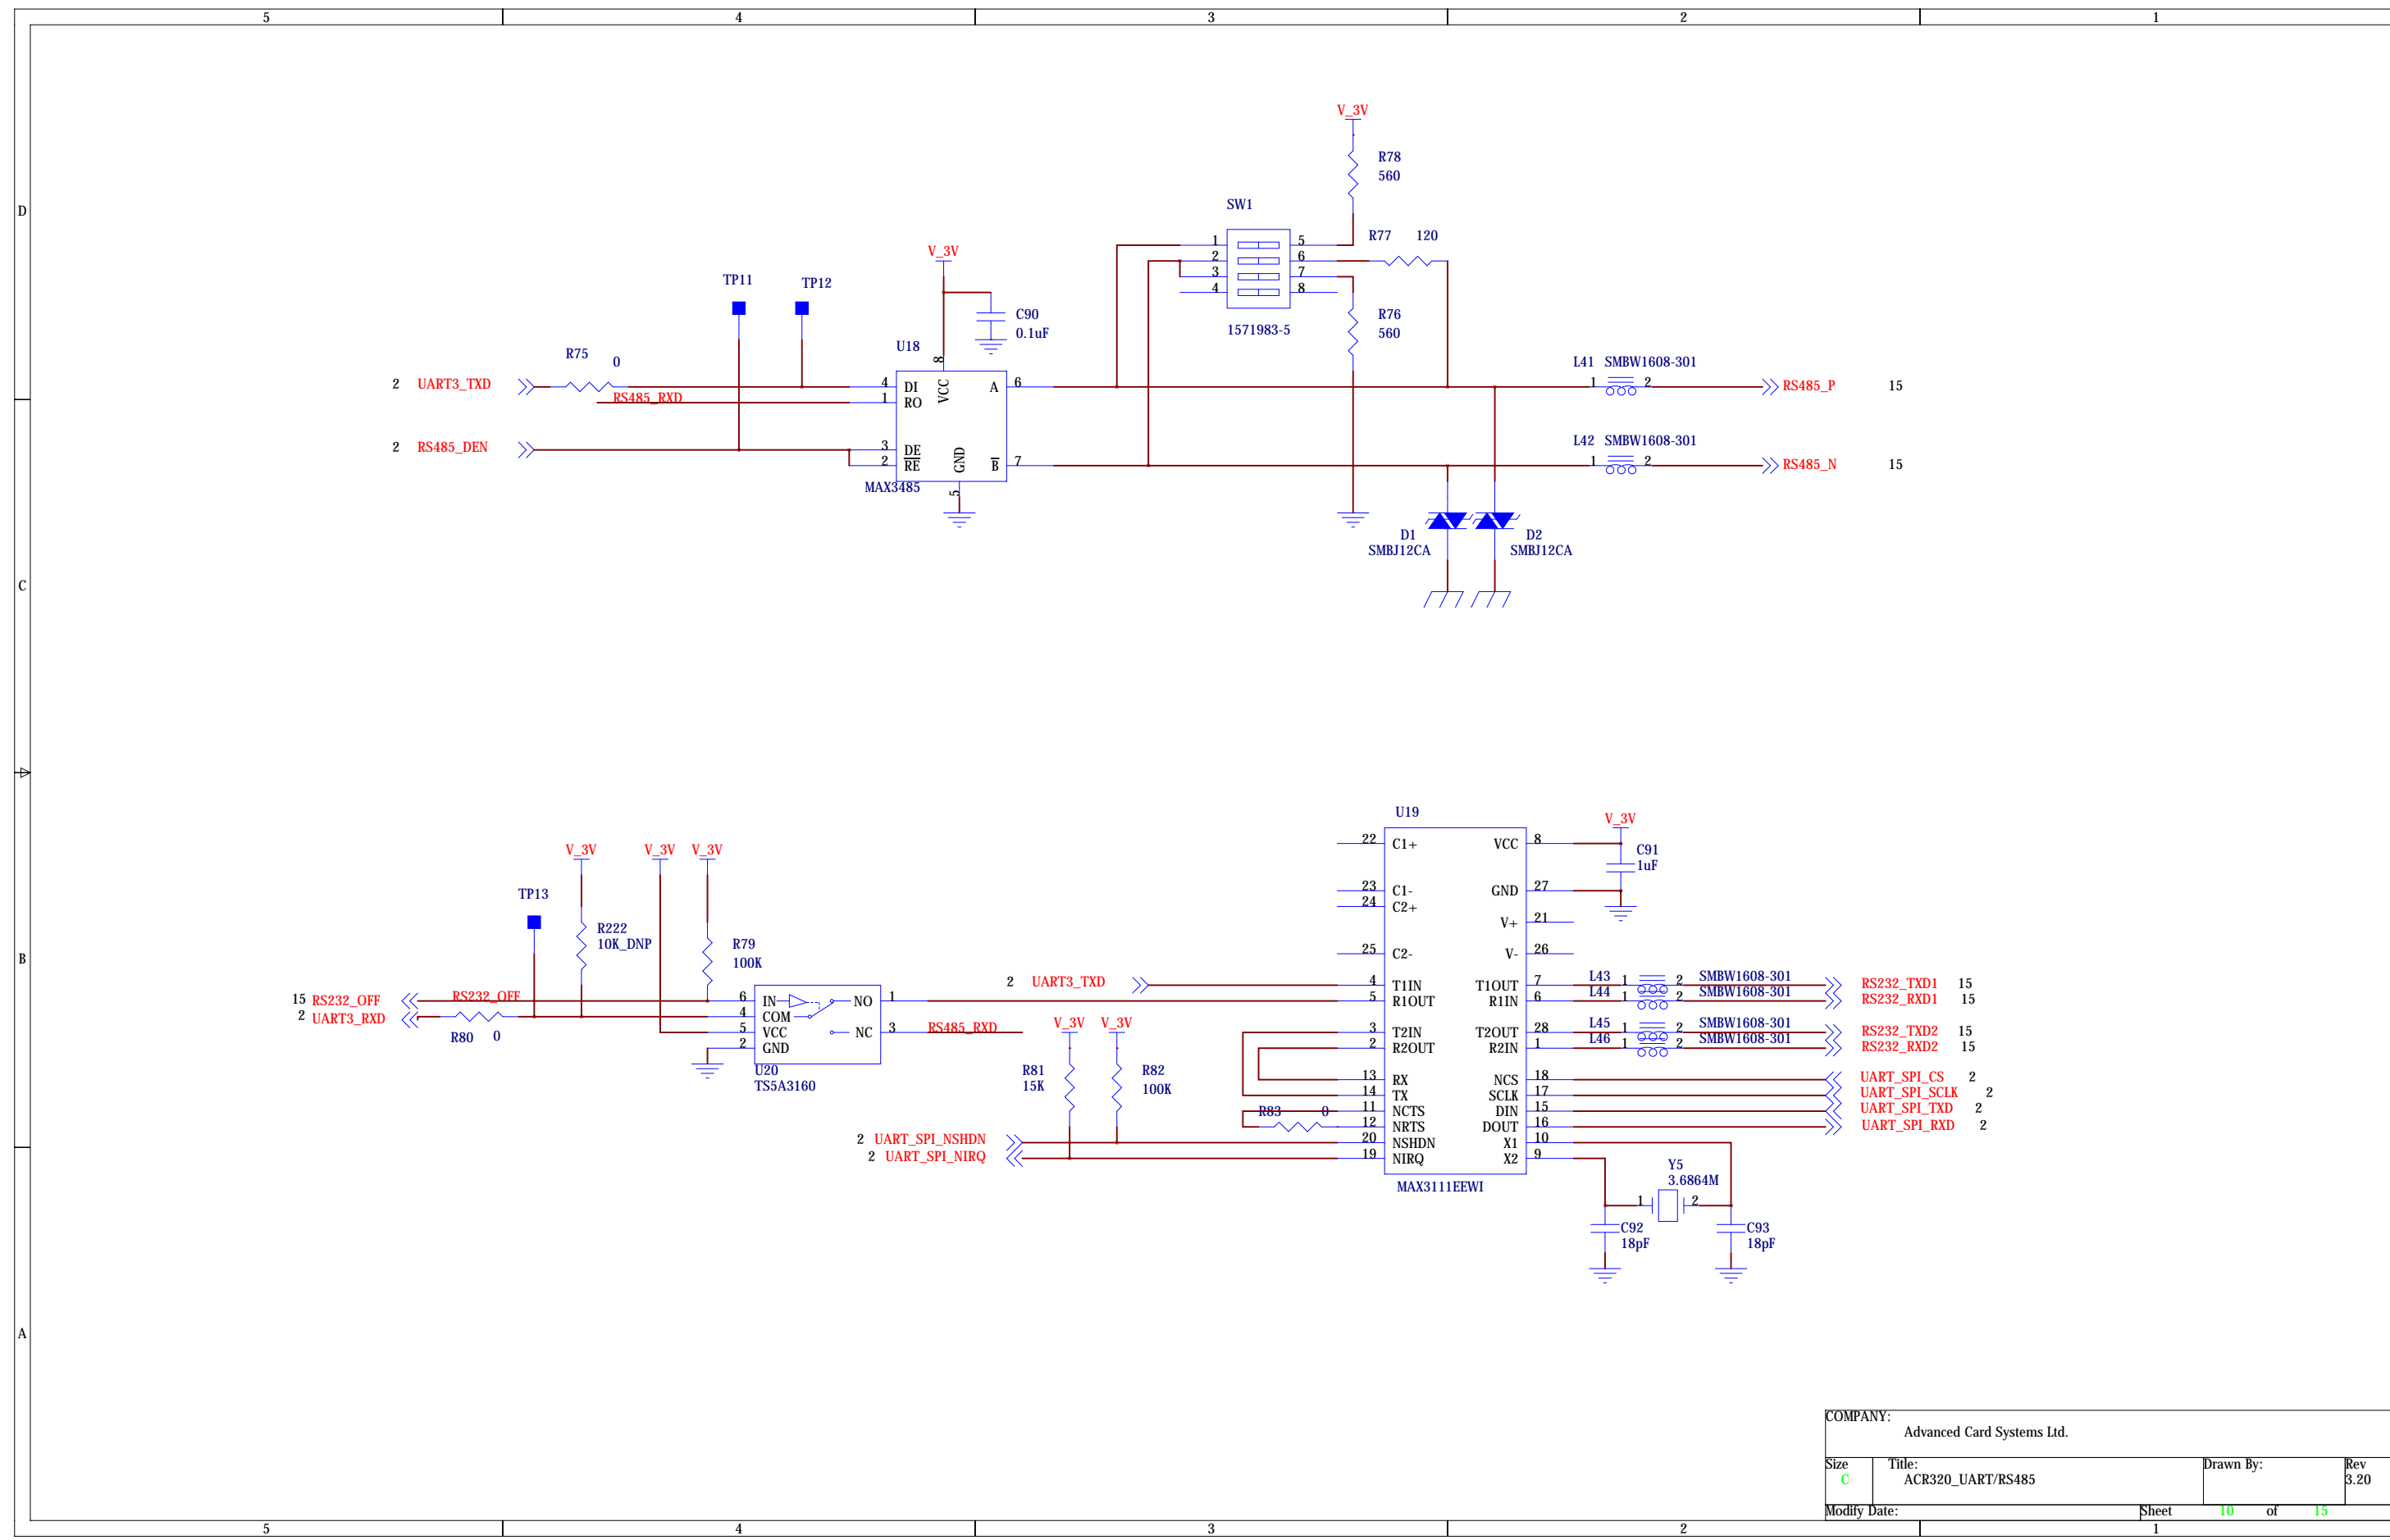 5 4 3 2 1
D
C
B
A
V_3V
R78
560
SW1
1 5
2 6
3 7
4 8
1571983-5
R77 120
R76
560
V_3V
TP11
TP12
C90
0.1uF
U18
R75 0
2 UART3_TXD
RS485_RXD
2 RS485_DEN
4 DI
1 RO
3 DE
2 RE
8 VCC
5 GND
A 6
B 7
MAX3485
L41 SMBW1608-301
1 2
RS485_P 15
L42 SMBW1608-301
1 2
RS485_N 15
D1
SMBJ12CA
D2
SMBJ12CA
V_3V V_3V V_3V
TP13
R222
10K_DNP
R79
100K
15 RS232_OFF
RS232_OFF
2 UART3_RXD
R80 0
6 IN NO 1
4 COM
5 VCC NC 3
2 GND
RS485_RXD
U20
TS5A3160
2 UART3_TXD
V_3V V_3V
R81
15K
R82
100K
R83 0
2 UART_SPI_NSHDN
2 UART_SPI_NIRQ
U19
22 C1+ VCC 8
23 C1- GND 27
24 C2+
V+ 21
25 C2- V- 26
4 T1IN T1OUT 7
5 R1OUT R1IN 6
3 T2IN T2OUT 28
2 R2OUT R2IN 1
13 RX NCS 18
14 TX SCLK 17
11 NCTS DIN 15
12 NRTS DOUT 16
20 NSHDN X1 10
19 NIRQ X2 9
MAX3111EEWI
V_3V
C91
1uF
L43 1 2 SMBW1608-301 RS232_TXD1 15
L44 1 2 SMBW1608-301 RS232_RXD1 15
L45 1 2 SMBW1608-301 RS232_TXD2 15
L46 1 2 SMBW1608-301 RS232_RXD2 15
UART_SPI_CS 2
UART_SPI_SCLK 2
UART_SPI_TXD 2
UART_SPI_RXD 2
Y5
3.6864M
1 2
C92
18pF
C93
18pF
COMPANY:
Advanced Card Systems Ltd.
Size
C
Title:
ACR320_UART/RS485
Drawn By:
Rev
3.20
Modify Date:
Sheet 10 of 15
5 4 3 2 1